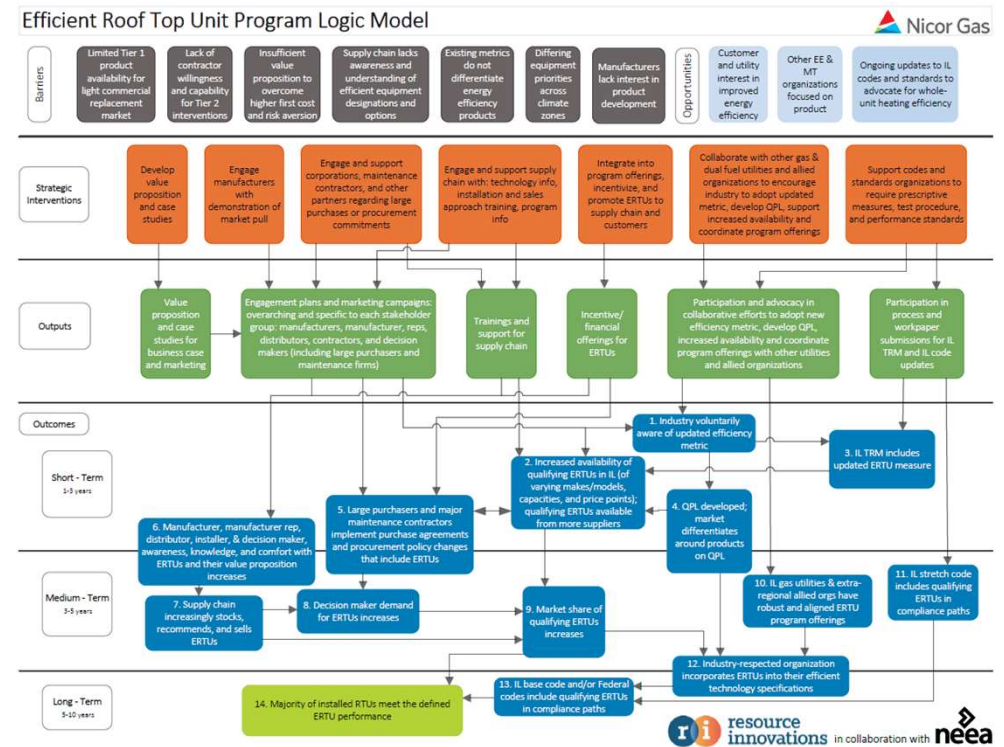 Efficient Roof Top Unit Program Logic Model
Nicor Gas
Barriers
Limited Tier 1
product
availability for
light commercial
replacement
market
Lack of
contractor
willingness
and capability
for Tier 2
interventions
Insufficient
value
proposition to
overcome
higher first cost
and risk aversion
Supply chain lacks
awareness and
understanding of
efficient equipment
designations and
options
Existing metrics
do not
differentiate
energy
efficiency
products
Differing
equipment
priorities
across
climate
zones
Manufacturers
lack interest in
product
development
Opportunities
Customer
and utility
interest in
improved
energy
efficiency
Other EE &
MT
organizations
focused on
product
Ongoing updates to IL
codes and standards to
advocate for whole-
unit heating efficiency
Strategic
Interventions
Develop
value
proposition
and case
studies
Engage
manufacturers
with
demonstration of
market pull
Engage and support
corporations, maintenance
contractors, and other
partners regarding large
purchases or procurement
commitments
Engage and support supply
chain with: technology info,
installation and sales
approach training, program
info
Integrate into
program offerings,
incentivize, and
promote ERTUs to
supply chain and
customers
Collaborate with other gas &
dual fuel utilities and allied
organizations to encourage
industry to adopt updated
metric, develop QPL, support
increased availability and
coordinate program offerings
Support codes and
standards organizations to
require prescriptive
measures, test procedure,
and performance standards
Outputs
Value
proposition
and case
studies for
business case
and marketing
Engagement plans and marketing campaigns:
overarching and specific to each stakeholder
group: manufacturers, manufacturer, reps,
distributors, contractors, and decision
makers (including large purchasers and
maintenance firms)
Trainings and
support for
supply chain
Incentive/
financial
offerings for
ERTUs
Participation and advocacy in
collaborative efforts to adopt new
efficiency metric, develop QPL,
increased availability and coordinate
program offerings with other utilities
and allied organizations
Participation in
process and
workpaper
submissions for IL
TRM and IL code
updates
Outcomes
Short - Term
1-3 years
1. Industry voluntarily
aware of updated efficiency
metric
2. Increased availability of
qualifying ERTUs in IL (of
varying makes/models,
capacities, and price points);
qualifying ERTUs available
from more suppliers
3. IL TRM includes
updated ERTU measure
4. QPL developed;
market
differentiates
around products
on QPL
5. Large purchasers and major
maintenance contractors
implement purchase agreements
and procurement policy changes
that include ERTUs
6. Manufacturer, manufacturer rep,
distributor, installer, & decision maker,
awareness, knowledge, and comfort with
ERTUs and their value proposition
increases
Medium - Term
3-5 years
7. Supply chain
increasingly stocks,
recommends, and sells
ERTUs
8. Decision maker demand
for ERTUs increases
9. Market share of
qualifying ERTUs
increases
10. IL gas utilities & extra-
regional allied orgs have
robust and aligned ERTU
program offerings
11. IL stretch code
includes qualifying
ERTUs in
compliance paths
Long - Term
5-10 years
12. Industry-respected organization
incorporates ERTUs into their efficient
technology specifications
13. IL base code and/or Federal
codes include qualifying ERTUs
in compliance paths
14. Majority of installed RTUs meet the defined
ERTU performance
ri resource
innovations in collaboration with neea